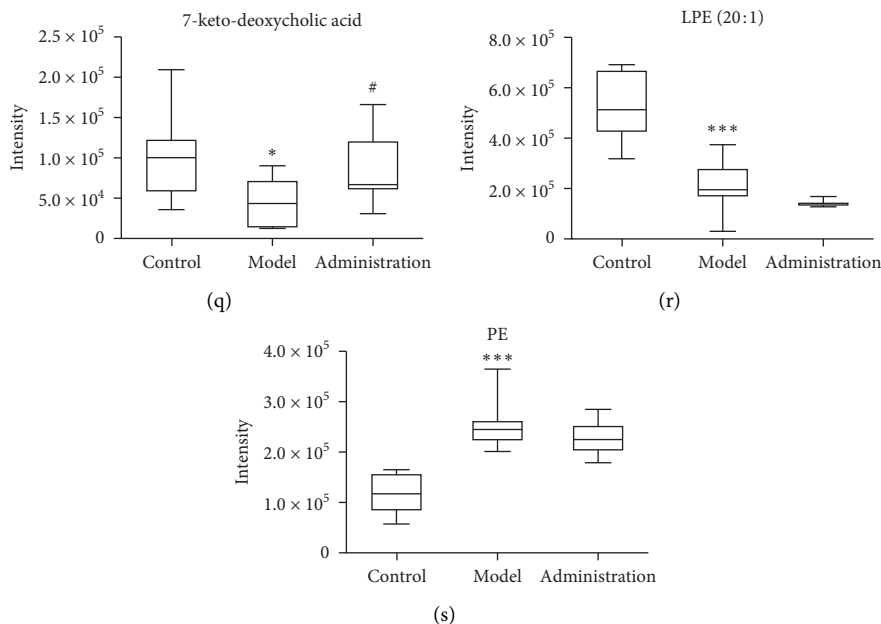 7-keto-deoxycholic acid
2.5 × 10⁵
2.0 × 10⁵
1.5 × 10⁵
1.0 × 10⁵
5.0 × 10⁴
0
Intensity
*
#
Control Model Administration
(q)
LPE (20:1)
8.0 × 10⁵
6.0 × 10⁵
4.0 × 10⁵
2.0 × 10⁵
0
Intensity
***
Control Model Administration
(r)
PE
4.0 × 10⁵
3.0 × 10⁵
2.0 × 10⁵
1.0 × 10⁵
0
Intensity
***
Control Model Administration
(s)